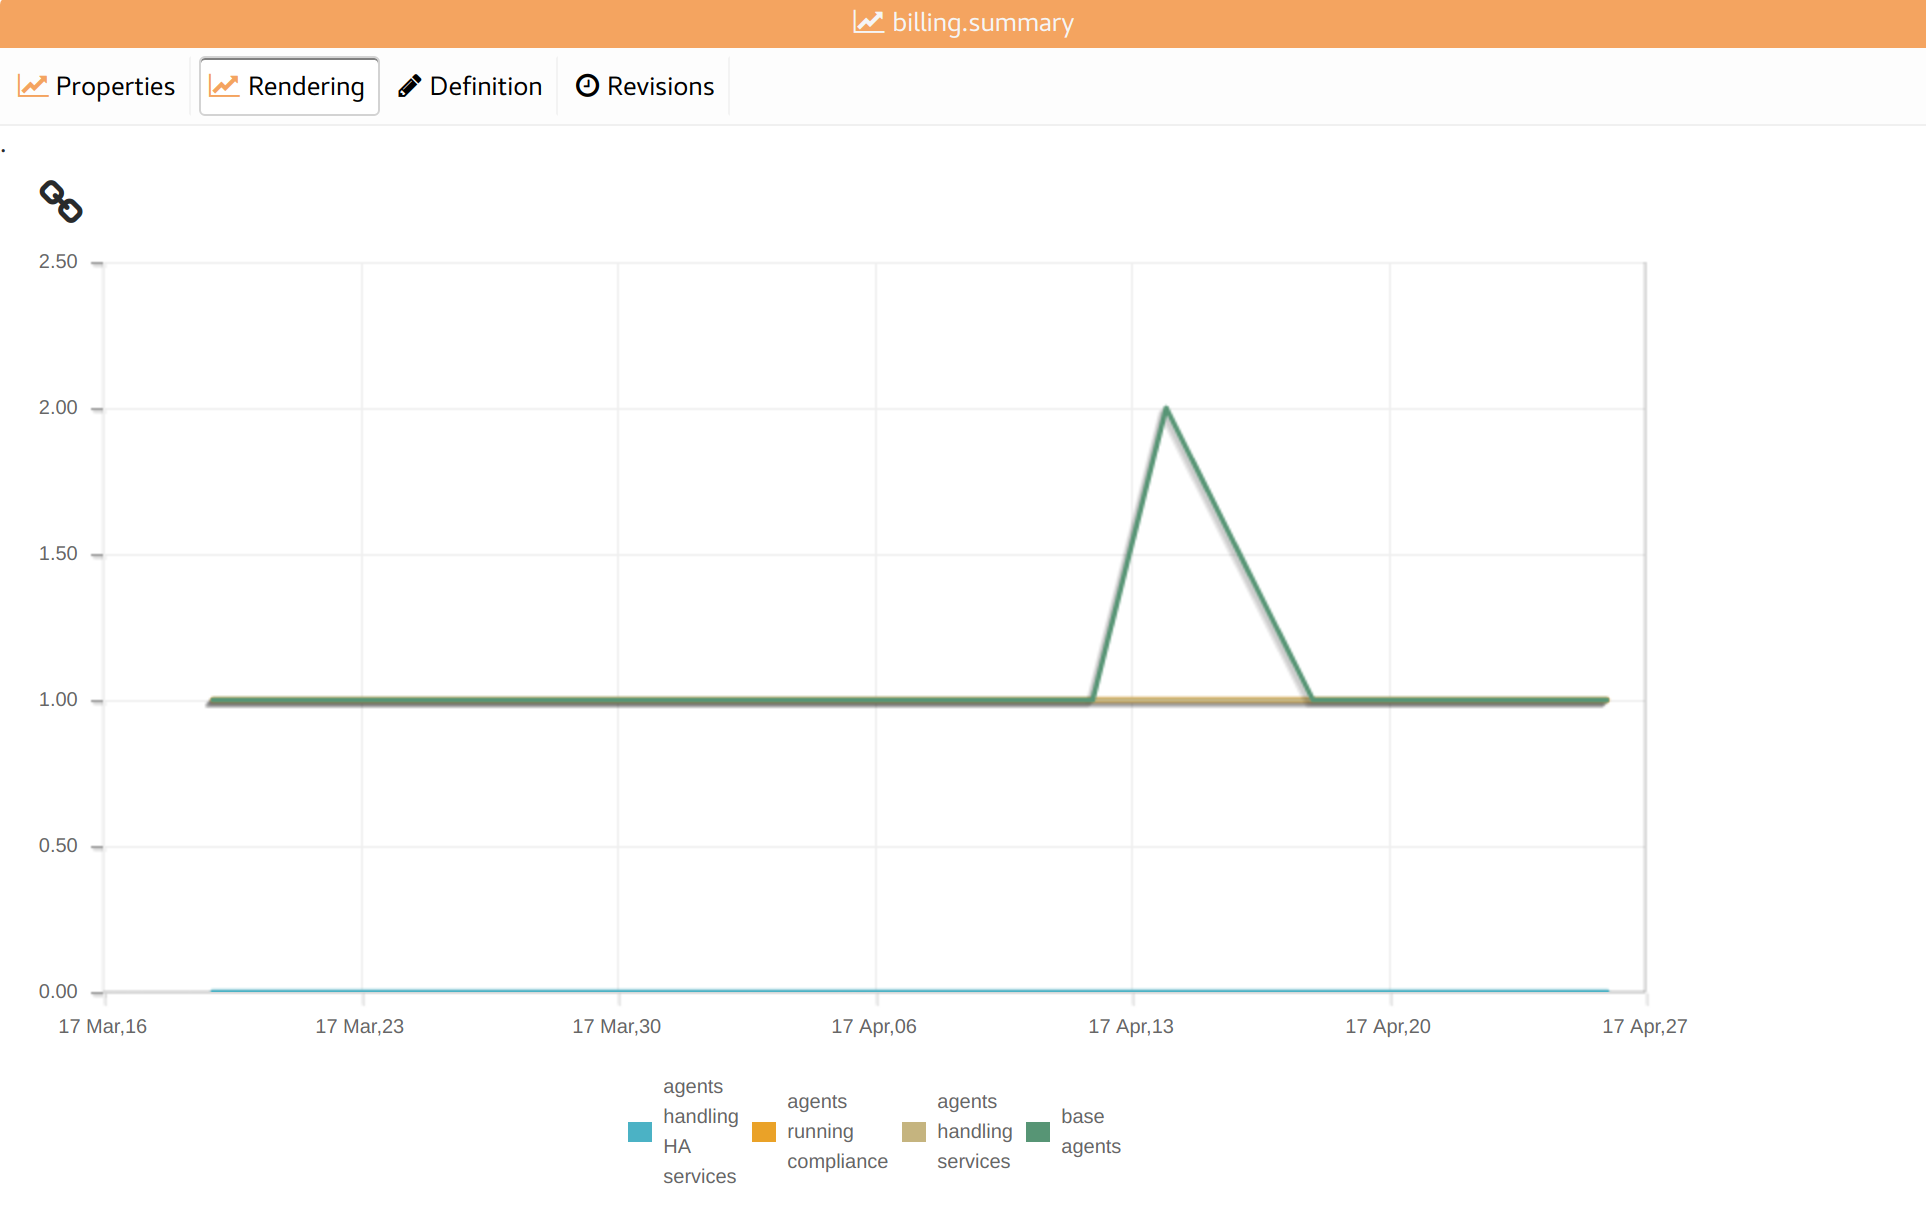 billing.summary
Properties
Rendering
Definition
Revisions
.
2.50
2.00
1.50
1.00
0.50
0.00
17 Mar,16
17 Mar,23
17 Mar,30
17 Apr,06
17 Apr,13
17 Apr,20
17 Apr,27
agents
handling
HA
services
agents
running
compliance
agents
handling
services
base
agents